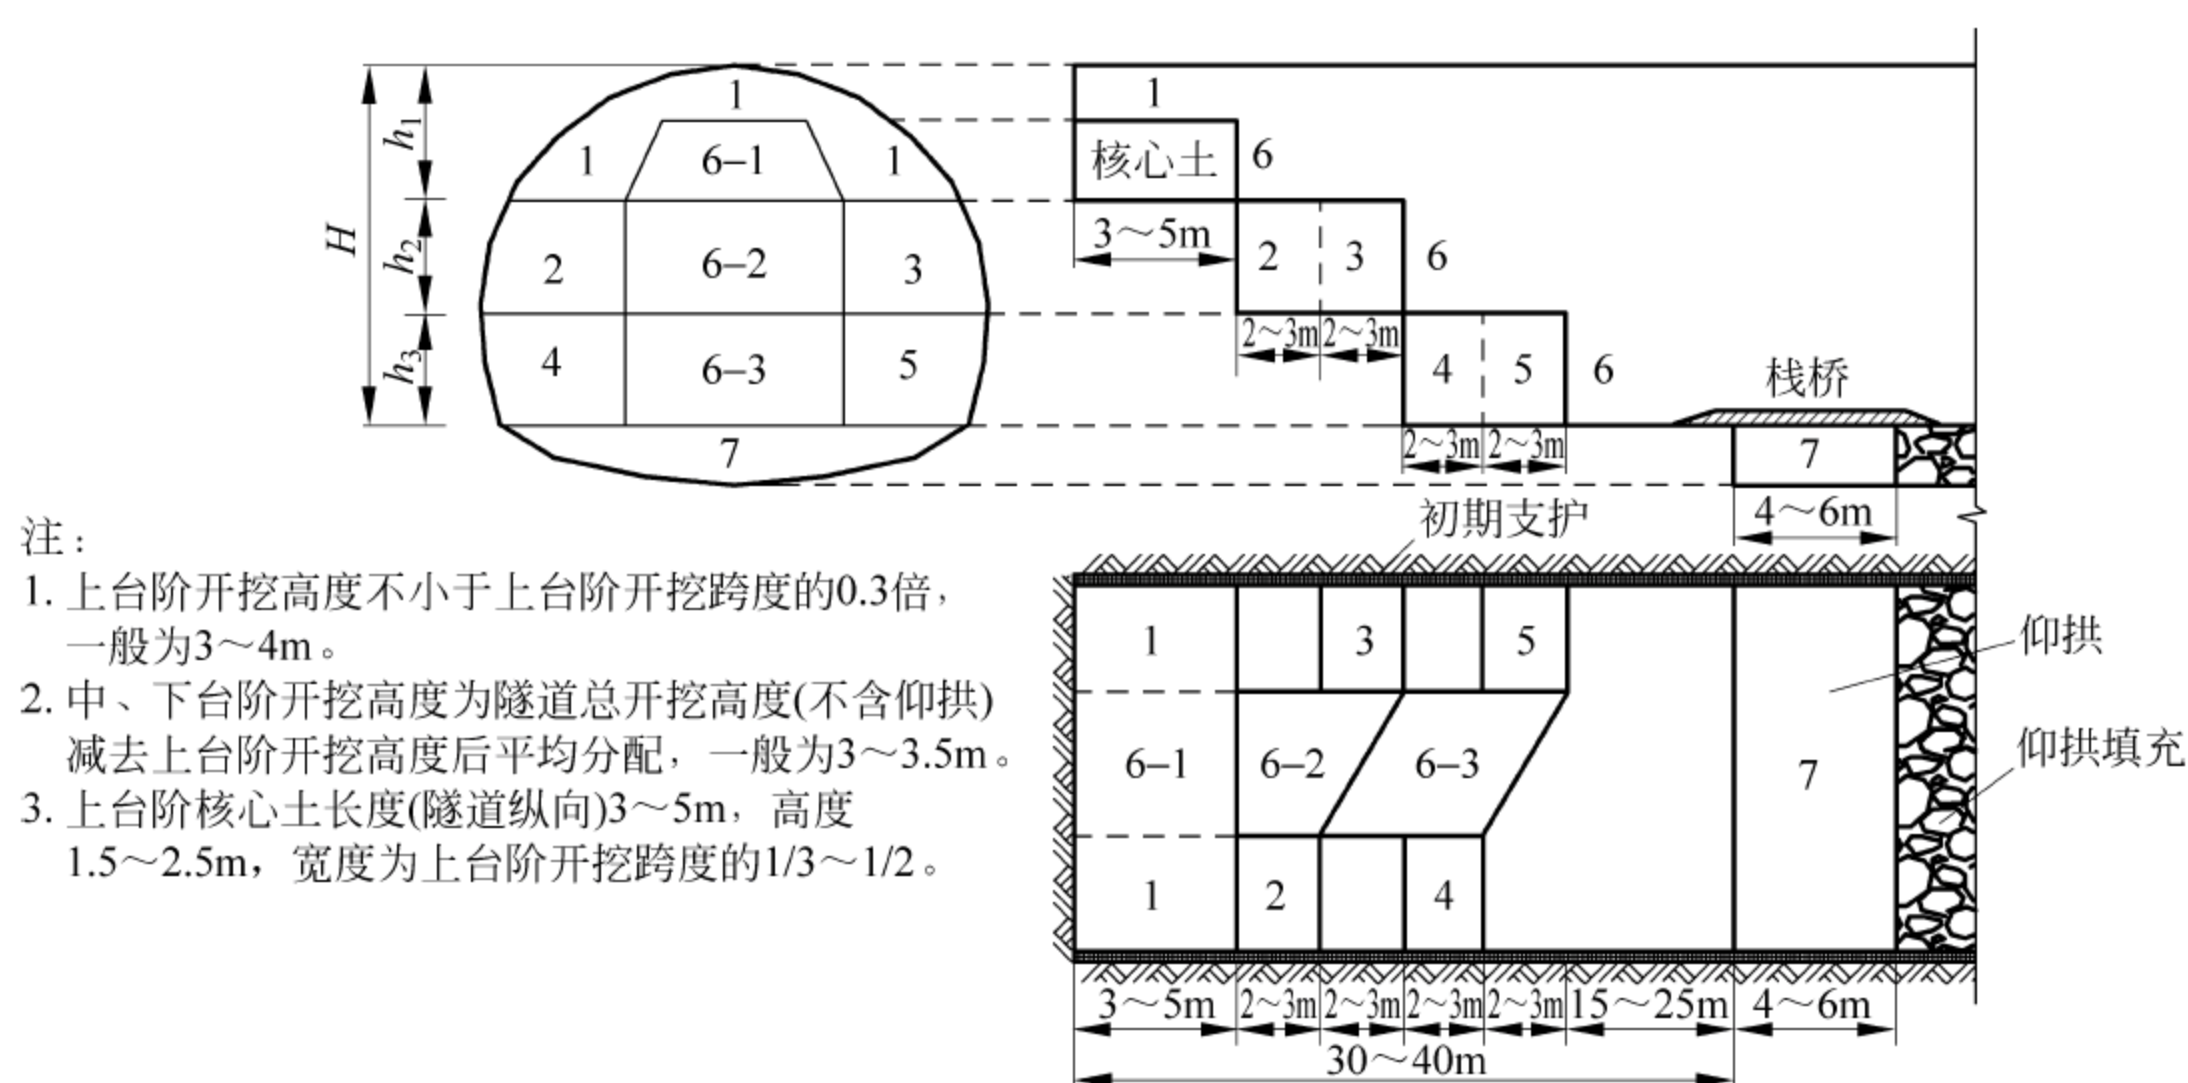 1
1
核心土
6
h₁
1
6–1
1
H
h₂
2
6–2
3
3～5m
2
3
6
2～3m
2～3m
h₃
4
6–3
5
4
5
6
栈桥
7
2～3m
2～3m
7
4～6m
初期支护
注：
1. 上台阶开挖高度不小于上台阶开挖跨度的0.3倍，
一般为3～4m。
2. 中、下台阶开挖高度为隧道总开挖高度(不含仰拱)
减去上台阶开挖高度后平均分配，一般为3～3.5m。
3. 上台阶核心土长度(隧道纵向)3～5m，高度
1.5～2.5m，宽度为上台阶开挖跨度的1/3～1/2。
1
3
5
仰拱
6–1
6–2
6–3
7
仰拱填充
1
2
4
3～5m
2～3m
2～3m
2～3m
2～3m
15～25m
4～6m
30～40m